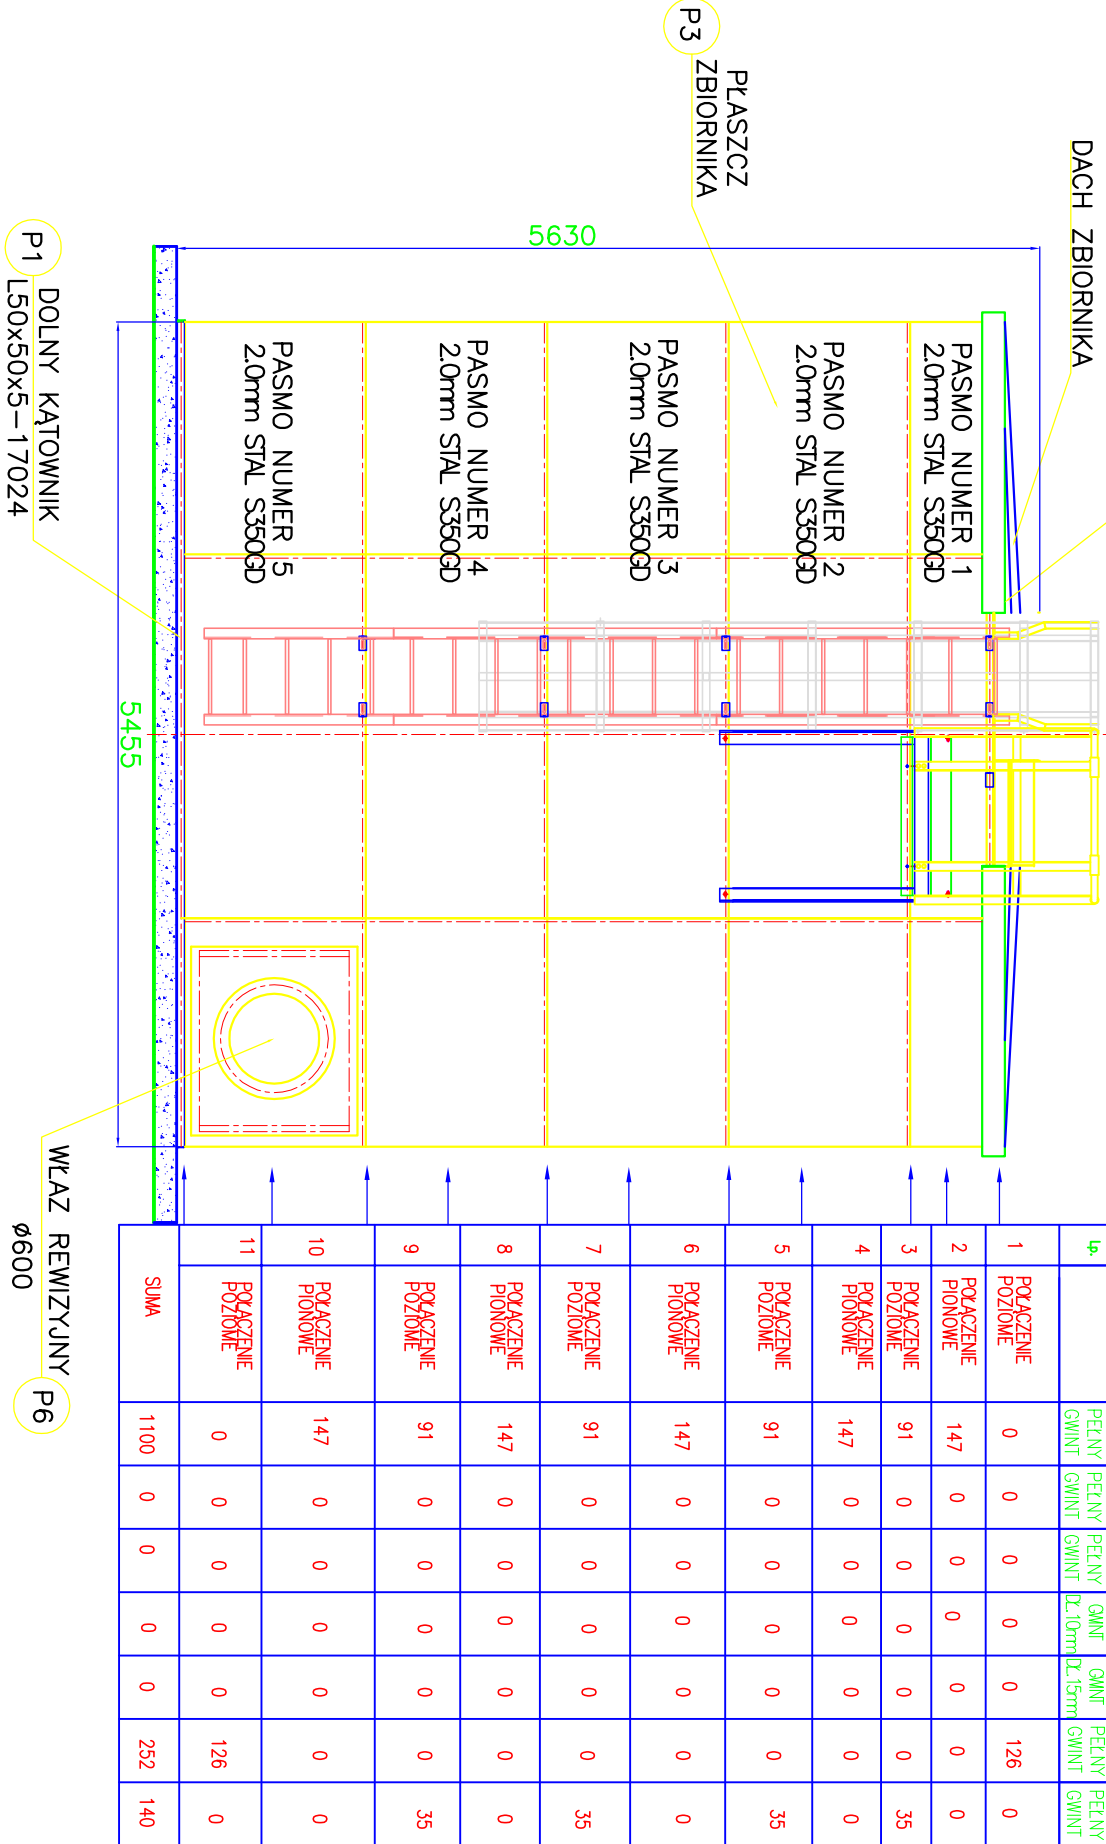 DACH ZBIORNIKA
P3
PŁASZCZ
ZBIORNIKA
5630
PASMO NUMER 1
2.0mm STAL S350GD
PASMO NUMER 2
2.0mm STAL S350GD
PASMO NUMER 3
2.0mm STAL S350GD
PASMO NUMER 4
2.0mm STAL S350GD
PASMO NUMER 5
2.0mm STAL S350GD
P1
DOLNY KĄTOWNIK
L50x50x5-17024
5455
WŁAZ REWIZYJNY
ø600
P6
Lp. PEŁNY GWINT PEŁNY GWINT PEŁNY GWINT GWINT DŁ.10mm GWINT DŁ.15mm PEŁNY GWINT PEŁNY GWINT
1 POŁĄCZENIE POZIOME 0 0 0 0 0 126 0
2 POŁĄCZENIE PIONOWE 147 0 0 0 0 0 0
3 POŁĄCZENIE POZIOME 91 0 0 0 0 0 35
4 POŁĄCZENIE PIONOWE 147 0 0 0 0 0 0
5 POŁĄCZENIE POZIOME 91 0 0 0 0 0 35
6 POŁĄCZENIE PIONOWE 147 0 0 0 0 0 0
7 POŁĄCZENIE POZIOME 91 0 0 0 0 0 35
8 POŁĄCZENIE PIONOWE 147 0 0 0 0 0 0
9 POŁĄCZENIE POZIOME 91 0 0 0 0 0 35
10 POŁĄCZENIE PIONOWE 147 0 0 0 0 0 0
11 POŁĄCZENIE POZIOME 0 0 0 0 0 126 0
SUMA 1100 0 0 0 0 252 140